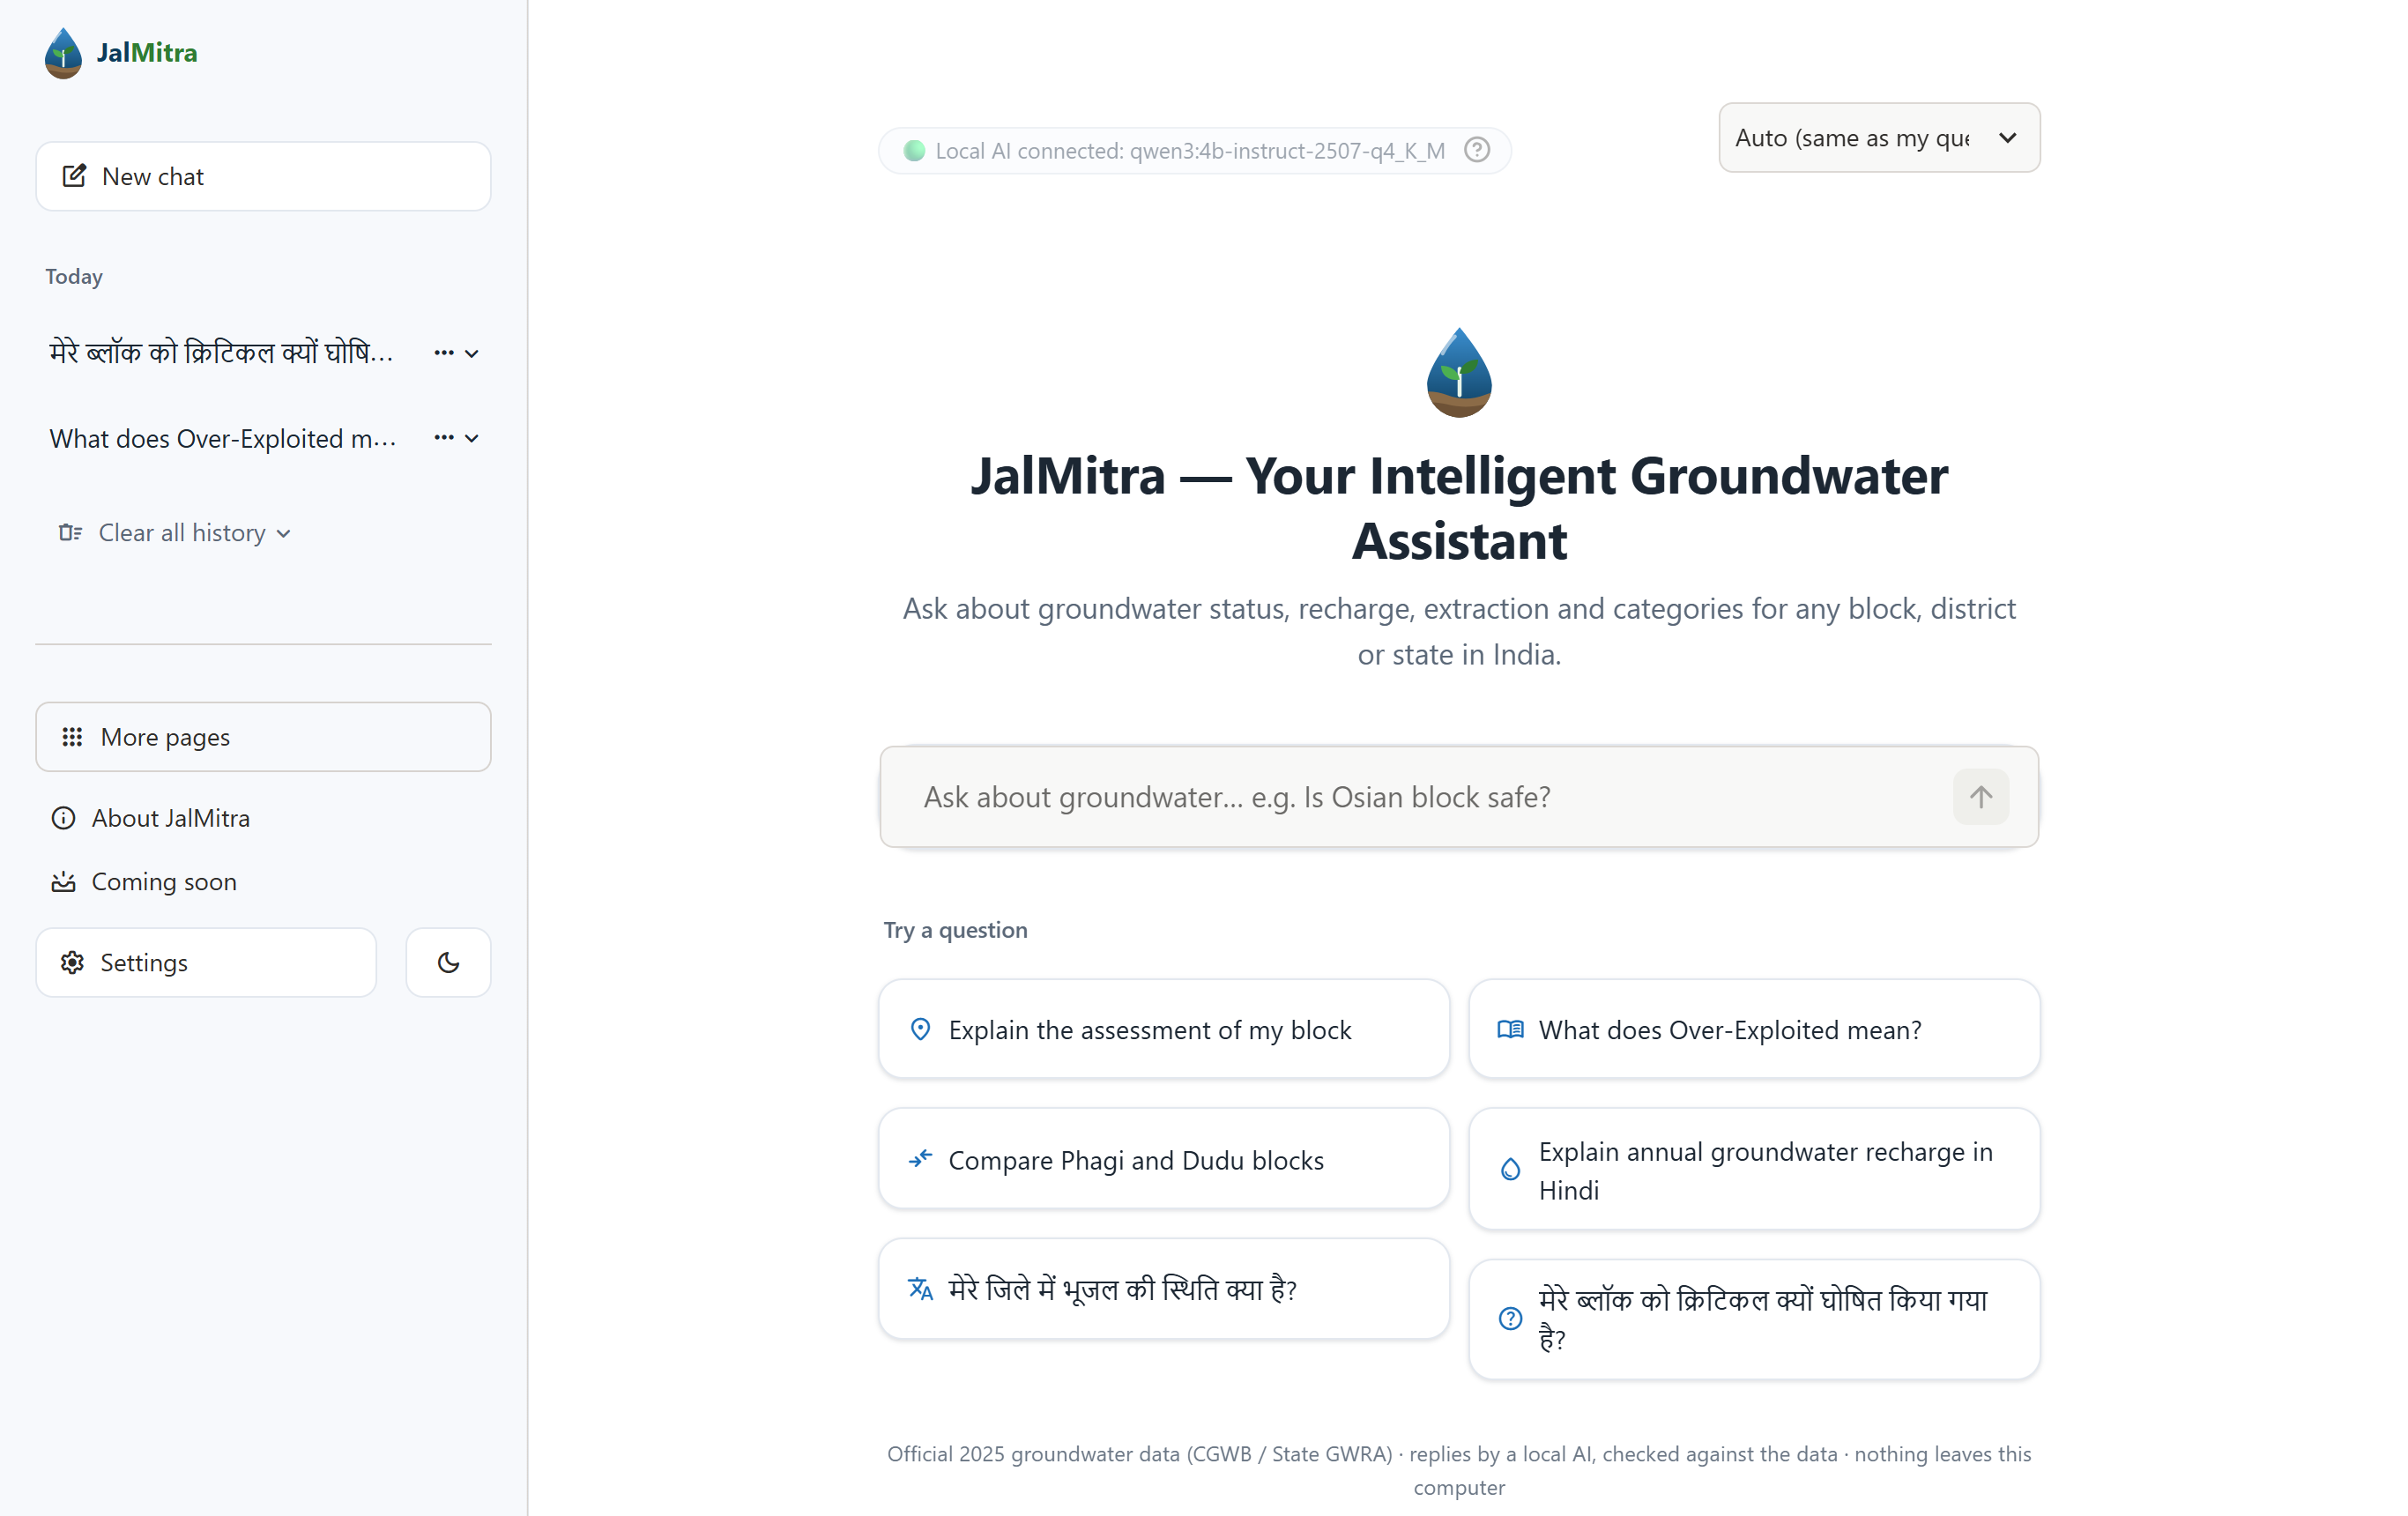 JalMitra
New chat
Today
मेरे ब्लॉक को क्रिटिकल क्यों घोषि...
What does Over-Exploited m...
Clear all history
More pages
About JalMitra
Coming soon
Settings
Local AI connected: qwen3:4b-instruct-2507-q4_K_M
Auto (same as my que
JalMitra — Your Intelligent Groundwater
Assistant
Ask about groundwater status, recharge, extraction and categories for any block, district
or state in India.
Ask about groundwater... e.g. Is Osian block safe?
Try a question
Explain the assessment of my block
What does Over-Exploited mean?
Compare Phagi and Dudu blocks
Explain annual groundwater recharge in
Hindi
मेरे जिले में भूजल की स्थिति क्या है?
मेरे ब्लॉक को क्रिटिकल क्यों घोषित किया गया
है?
Official 2025 groundwater data (CGWB / State GWRA) · replies by a local AI, checked against the data · nothing leaves this
computer